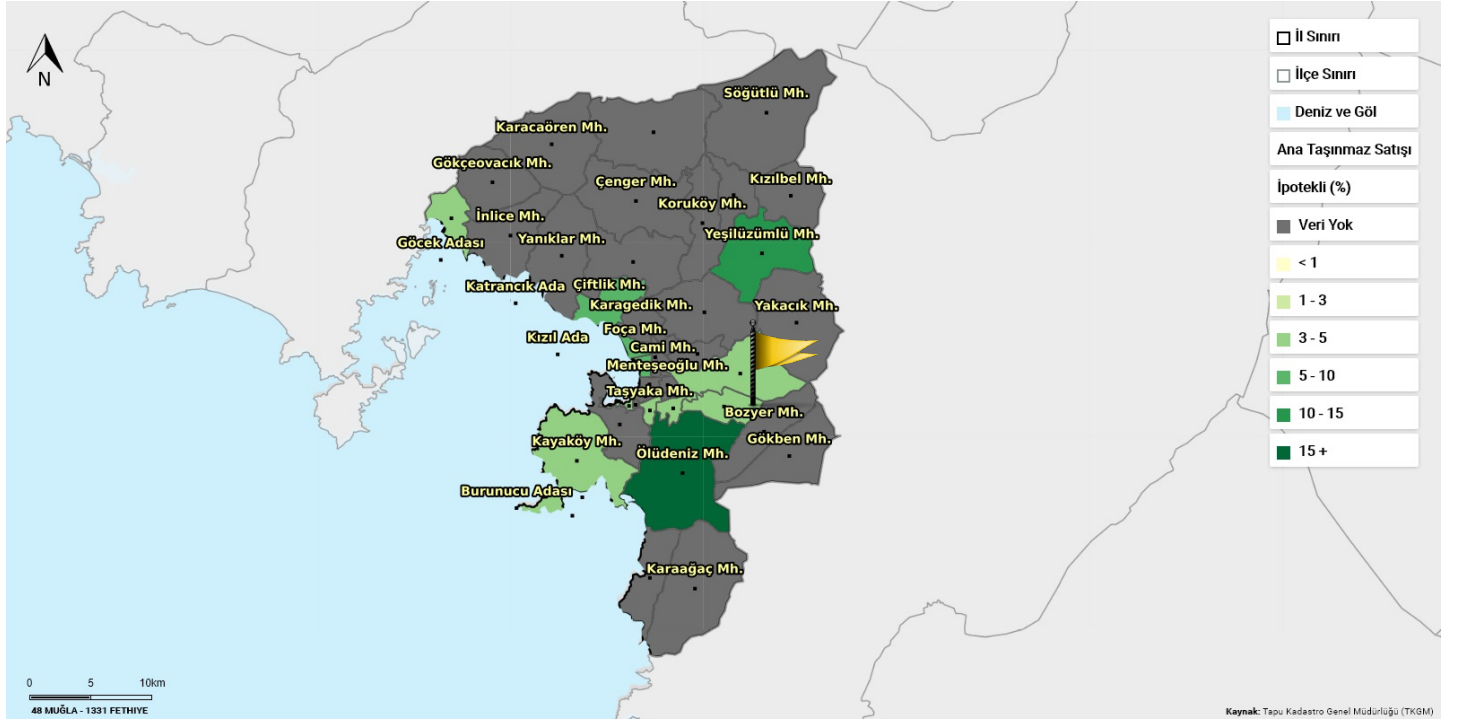 N
Söğütlü Mh.
Karacaören Mh.
Gökçeovacık Mh.
Çenger Mh.
Kızılbel Mh.
Koruköy Mh.
İnlice Mh.
Yanıklar Mh.
Yeşilüzümlü Mh.
Göcek Adası
Katrancık Ada
Çiftlik Mh.
Karagedik Mh.
Yakacık Mh.
Foça Mh.
Kızıl Ada
Cami Mh.
Menteşeoğlu Mh.
Taşyaka Mh.
Bozyer Mh.
Kayaköy Mh.
Gökben Mh.
Ölüdeniz Mh.
Burunucu Adası
Karaağaç Mh.
İl Sınırı
İlçe Sınırı
Deniz ve Göl
Ana Taşınmaz Satışı
İpotekli (%)
Veri Yok
< 1
1 - 3
3 - 5
5 - 10
10 - 15
15 +
0 5 10km
48 MUĞLA - 1331 FETHIYE
Kaynak: Tapu Kadastro Genel Müdürlüğü (TKGM)